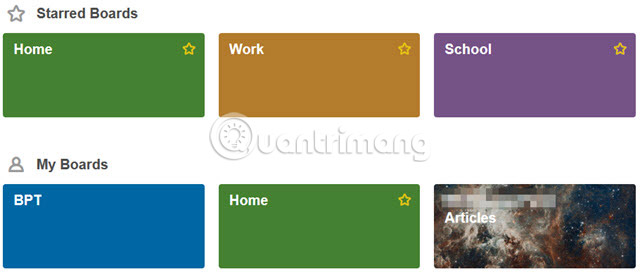 Starred Boards
Home
Work
School
Quantrimang
My Boards
BPT
Home
Articles